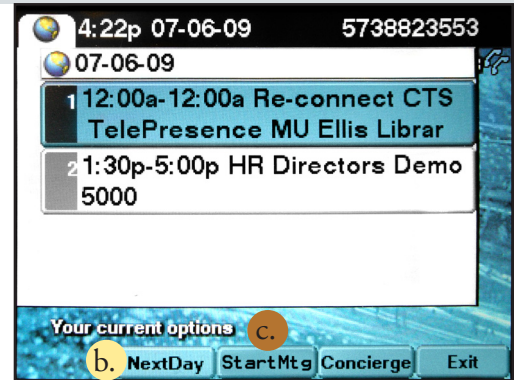 4:22p 07-06-09 5738823553
07-06-09
1 12:00a-12:00a Re-connect CTS
TelePresence MU Ellis Librar
2 1:30p-5:00p HR Directors Demo
5000
Your current options c.
b. NextDay StartMtg Concierge Exit